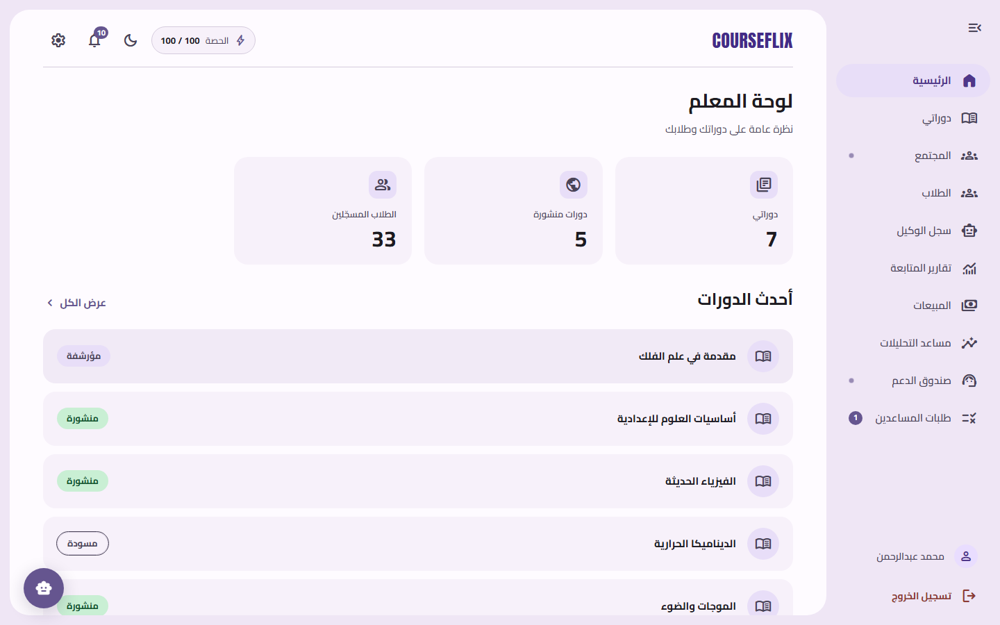 COURSEFLIX
الحصة 100 / 100
10
الرئيسية
دوراتي
المجتمع
الطلاب
سجل الوكيل
تقارير المتابعة
المبيعات
مساعد التحليلات
صندوق الدعم
طلبات المساعدين 1
محمد عبدالرحمن
تسجيل الخروج
لوحة المعلم
نظرة عامة على دوراتك وطلابك
دوراتي
7
دورات منشورة
5
الطلاب المسجّلين
33
أحدث الدورات
عرض الكل
مقدمة في علم الفلك
مؤرشفة
أساسيات العلوم للإعدادية
منشورة
الفيزياء الحديثة
منشورة
الديناميكا الحرارية
مسودة
الموجات والضوء
منشورة